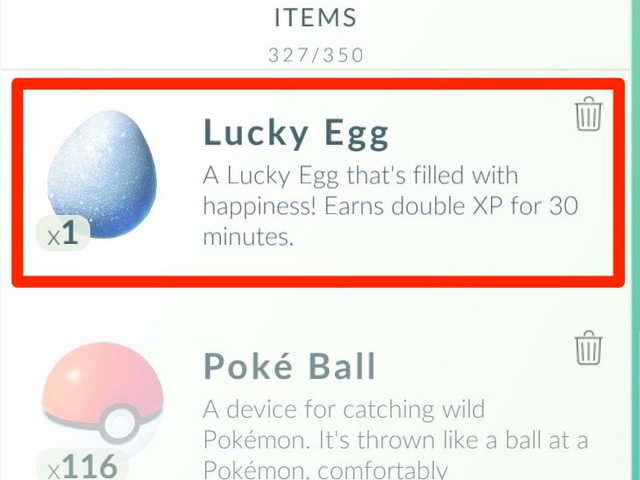 ITEMS
327/350
Lucky Egg
A Lucky Egg that's filled with
happiness! Earns double XP for 30
minutes.
x1
Poké Ball
A device for catching wild
Pokémon. It's thrown like a ball at a
Pokémon, comfortably
x116